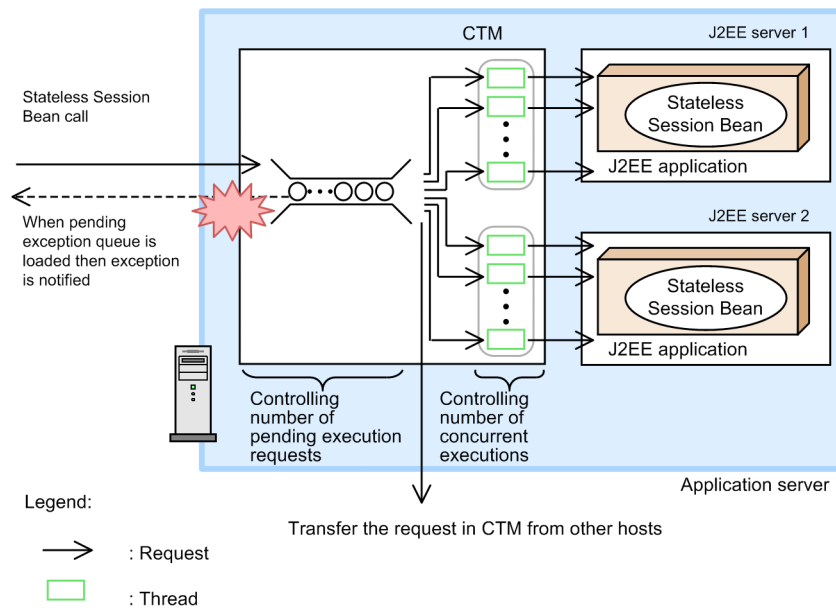 CTM
J2EE server 1
Stateless Session
Bean call
Stateless
Session Bean
J2EE application
When pending
exception queue is
loaded then exception
is notified
J2EE server 2
Stateless
Session Bean
J2EE application
Controlling
number of
pending execution
requests
Controlling
number of
concurrent
executions
Application server
Transfer the request in CTM from other hosts
Legend:
: Request
: Thread